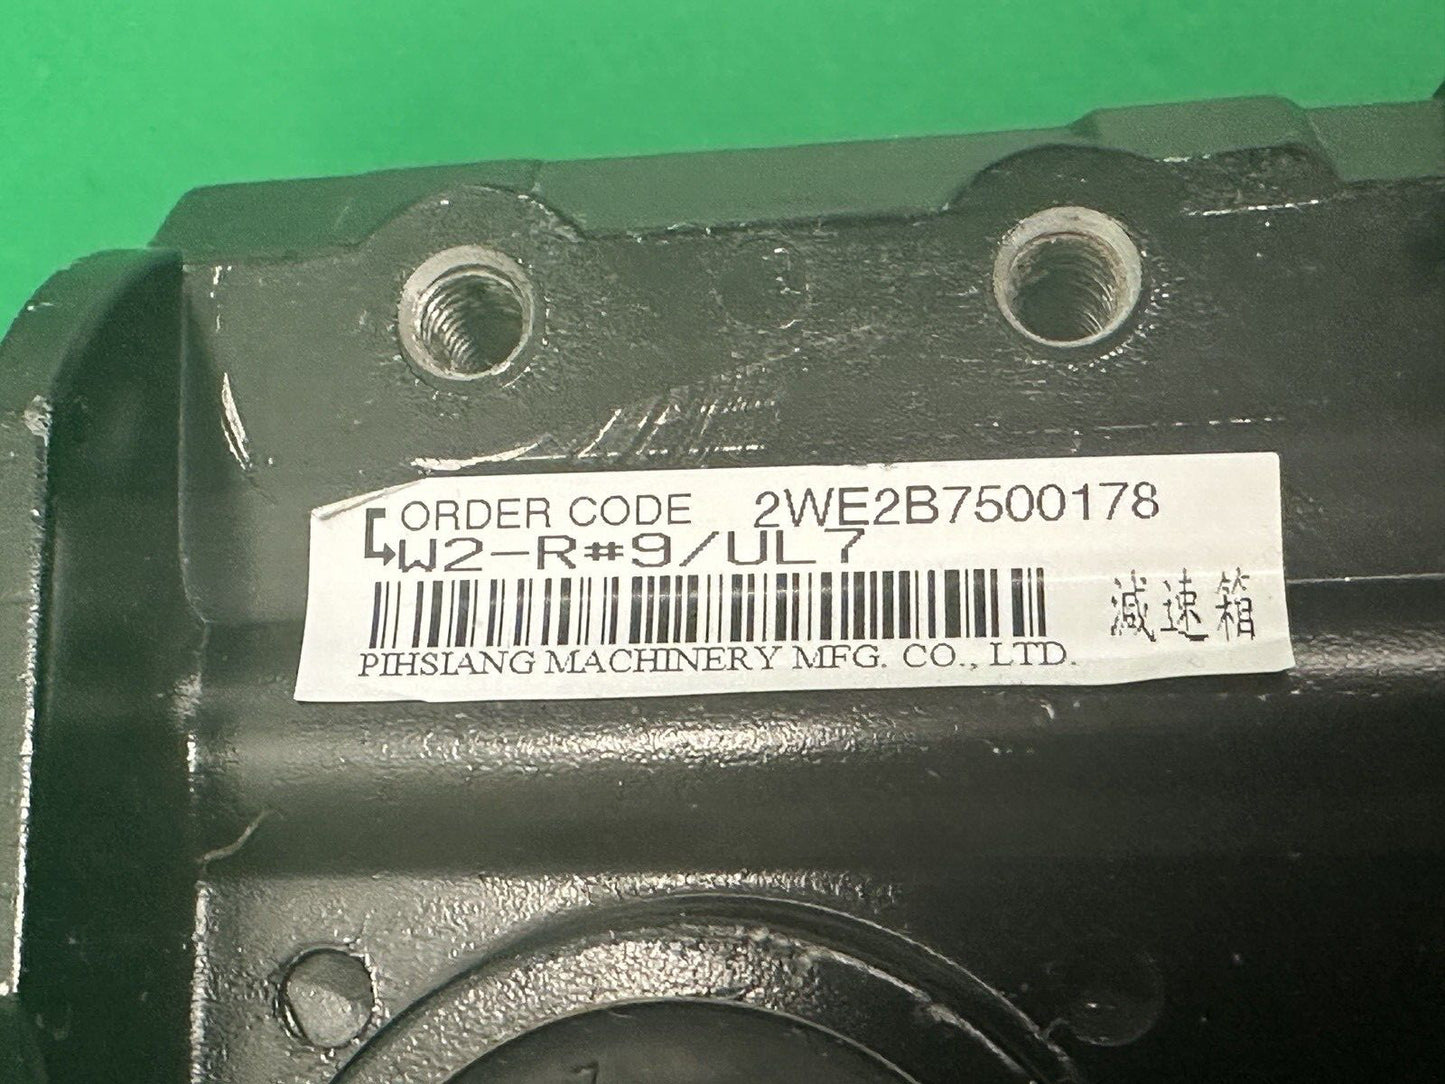 ORDER CODE 2WE2B7500178
W2-R#9/UL7
減速箱
PIHSIANG MACHINERY MFG. CO., LTD.